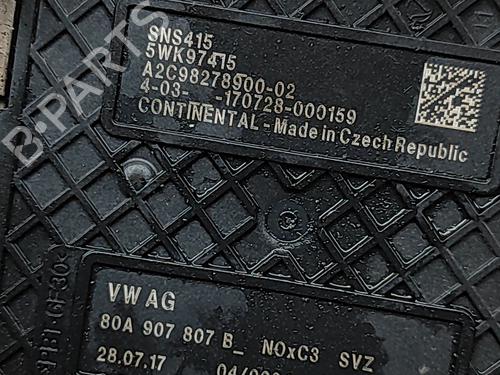 SNS415
5WK97415
A2C98278900-02
4-03- -170728-000159
CONTINENTAL - Made in Czech Republic
B-PARTS
VW AG
80A 907 807 B_ NOxC3 SVZ
28.07.17